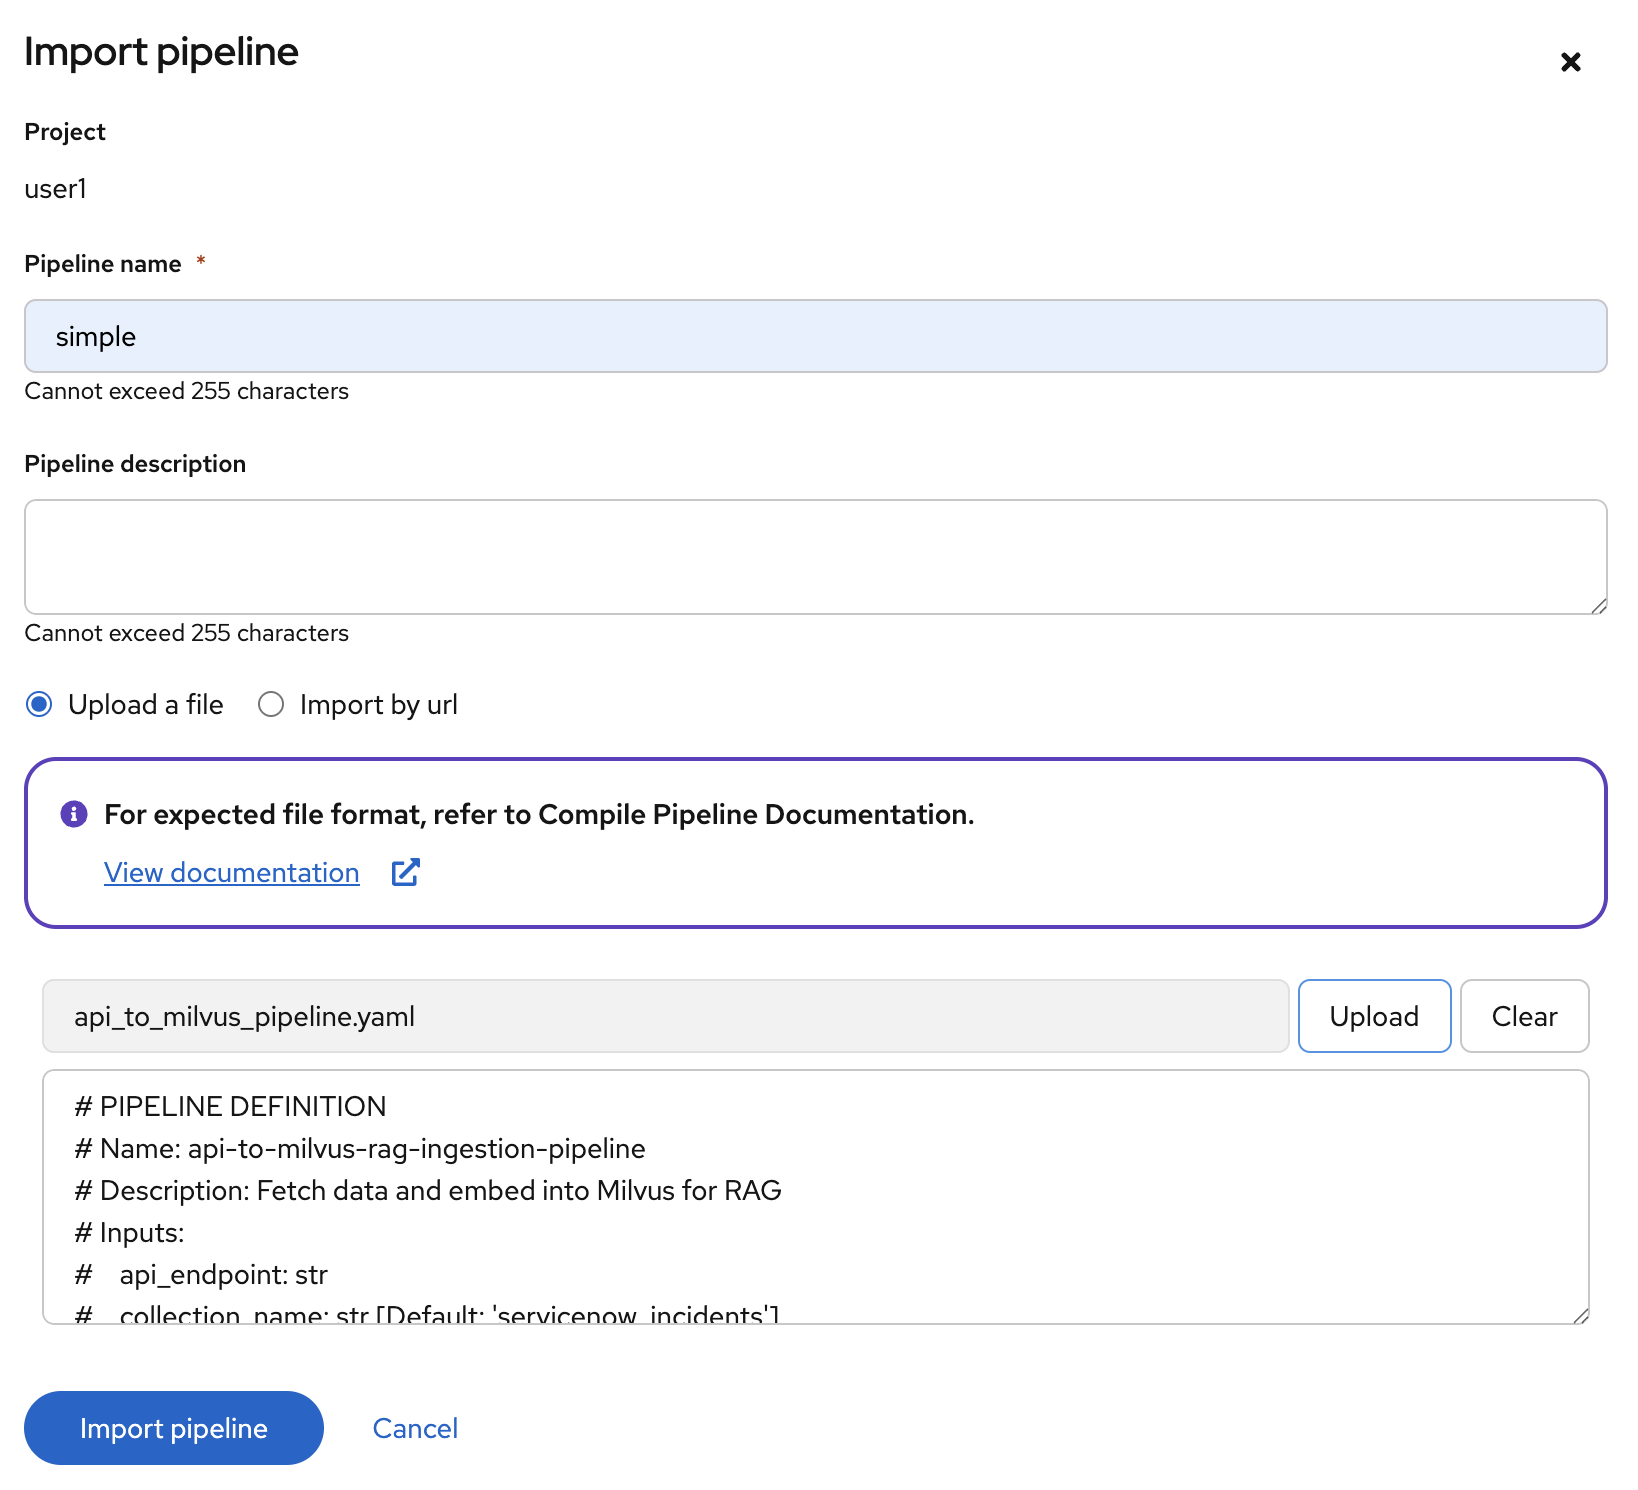 Import pipeline
Project
user1
Pipeline name *
simple
Cannot exceed 255 characters
Pipeline description
Cannot exceed 255 characters
Upload a file Import by url
For expected file format, refer to Compile Pipeline Documentation.
View documentation
api_to_milvus_pipeline.yaml Upload Clear
# PIPELINE DEFINITION
# Name: api-to-milvus-rag-ingestion-pipeline
# Description: Fetch data and embed into Milvus for RAG
# Inputs:
#    api_endpoint: str
#    collection_name: str [Default: 'servicenow_incidents']
Import pipeline Cancel